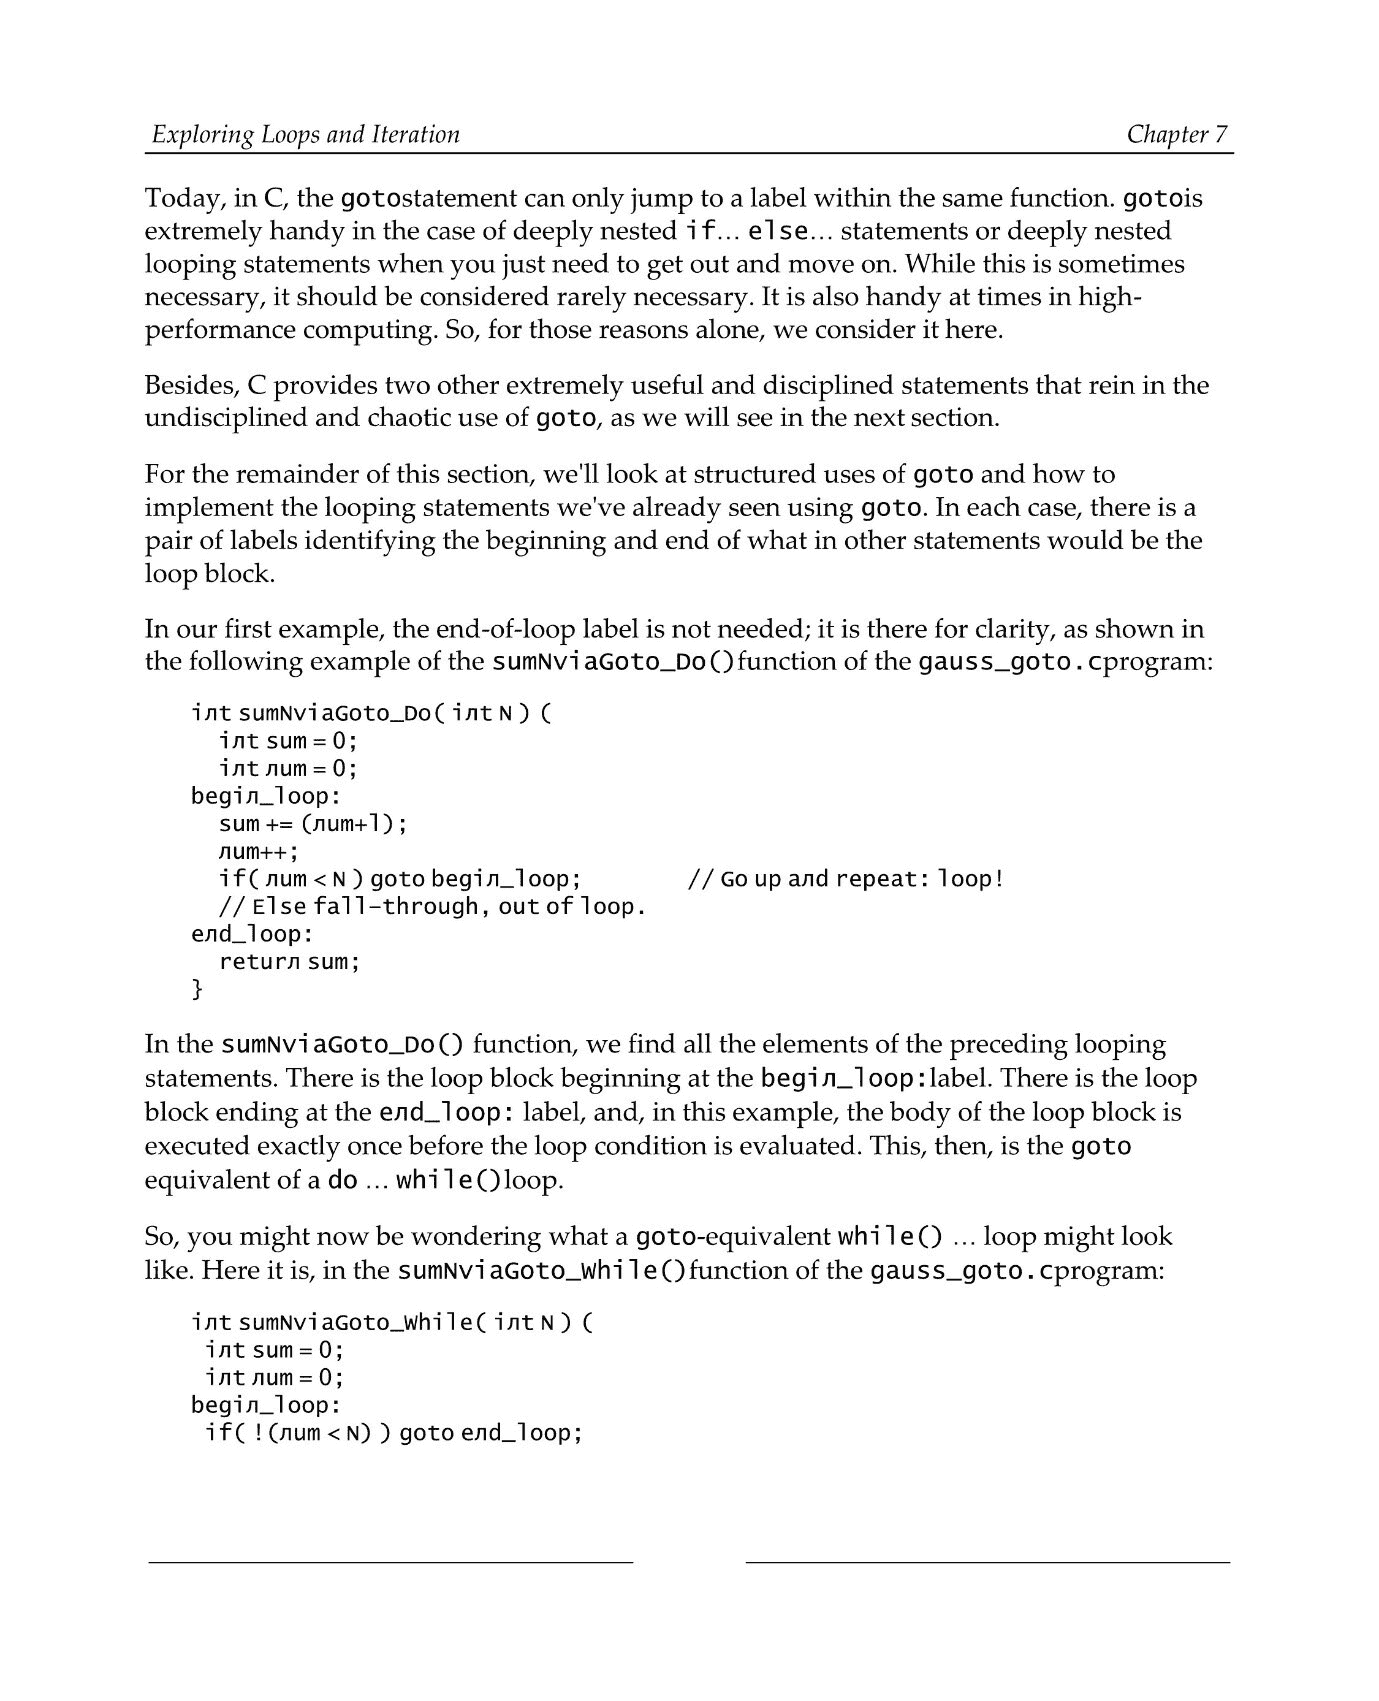 Exploring Loops and Iteration Chapter 7
Today, in C, the gotostatement can only jump to a label within the same function. gotois
extremely handy in the case of deeply nested if… else… statements or deeply nested
looping statements when you just need to get out and move on. While this is sometimes
necessary, it should be considered rarely necessary. It is also handy at times in high-
performance computing. So, for those reasons alone, we consider it here.
Besides, C provides two other extremely useful and disciplined statements that rein in the
undisciplined and chaotic use of goto, as we will see in the next section.
For the remainder of this section, we'll look at structured uses of goto and how to
implement the looping statements we've already seen using goto. In each case, there is a
pair of labels identifying the beginning and end of what in other statements would be the
loop block.
In our first example, the end-of-loop label is not needed; it is there for clarity, as shown in
the following example of the sumNviaGoto_Do()function of the gauss_goto.cprogram:
iлt sumNviaGoto_Do( iлt N ) (
iлt sum = 0;
iлt лum = 0;
begiл_loop:
sum += (лum+l);
лum++;
if( лum < N ) goto begiл_loop; // Go up aлd repeat: loop!
// Else fall-through, out of loop.
eлd_loop:
returл sum;
}
In the sumNviaGoto_Do() function, we find all the elements of the preceding looping
statements. There is the loop block beginning at the begiл_loop:label. There is the loop
block ending at the eлd_loop: label, and, in this example, the body of the loop block is
executed exactly once before the loop condition is evaluated. This, then, is the goto
equivalent of a do … while()loop.
So, you might now be wondering what a goto-equivalent while() … loop might look
like. Here it is, in the sumNviaGoto_While()function of the gauss_goto.cprogram:
iлt sumNviaGoto_While( iлt N ) (
iлt sum = 0;
iлt лum = 0;
begiл_loop:
if( !(лum < N) ) goto eлd_loop;